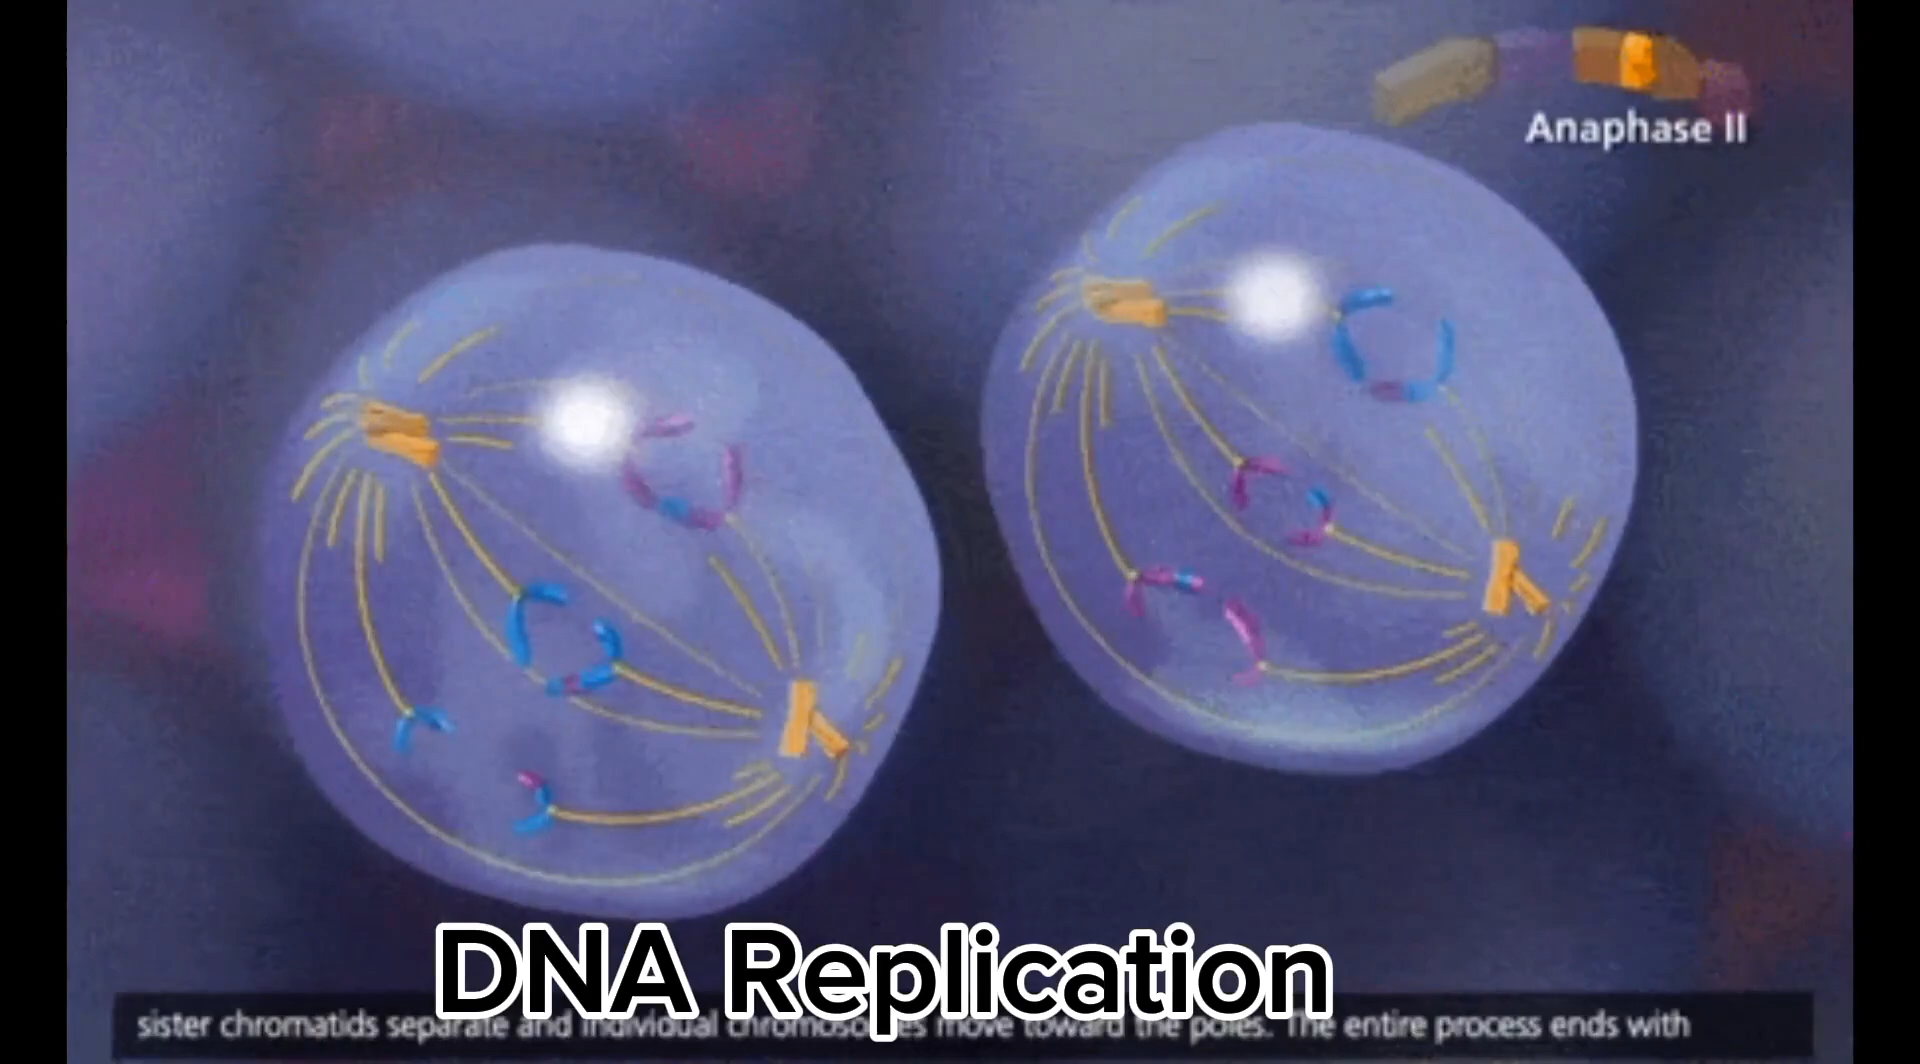 Anaphase II
DNA Replication
sister chromatids separate and individual chromosomes move toward the poles. The entire process ends with